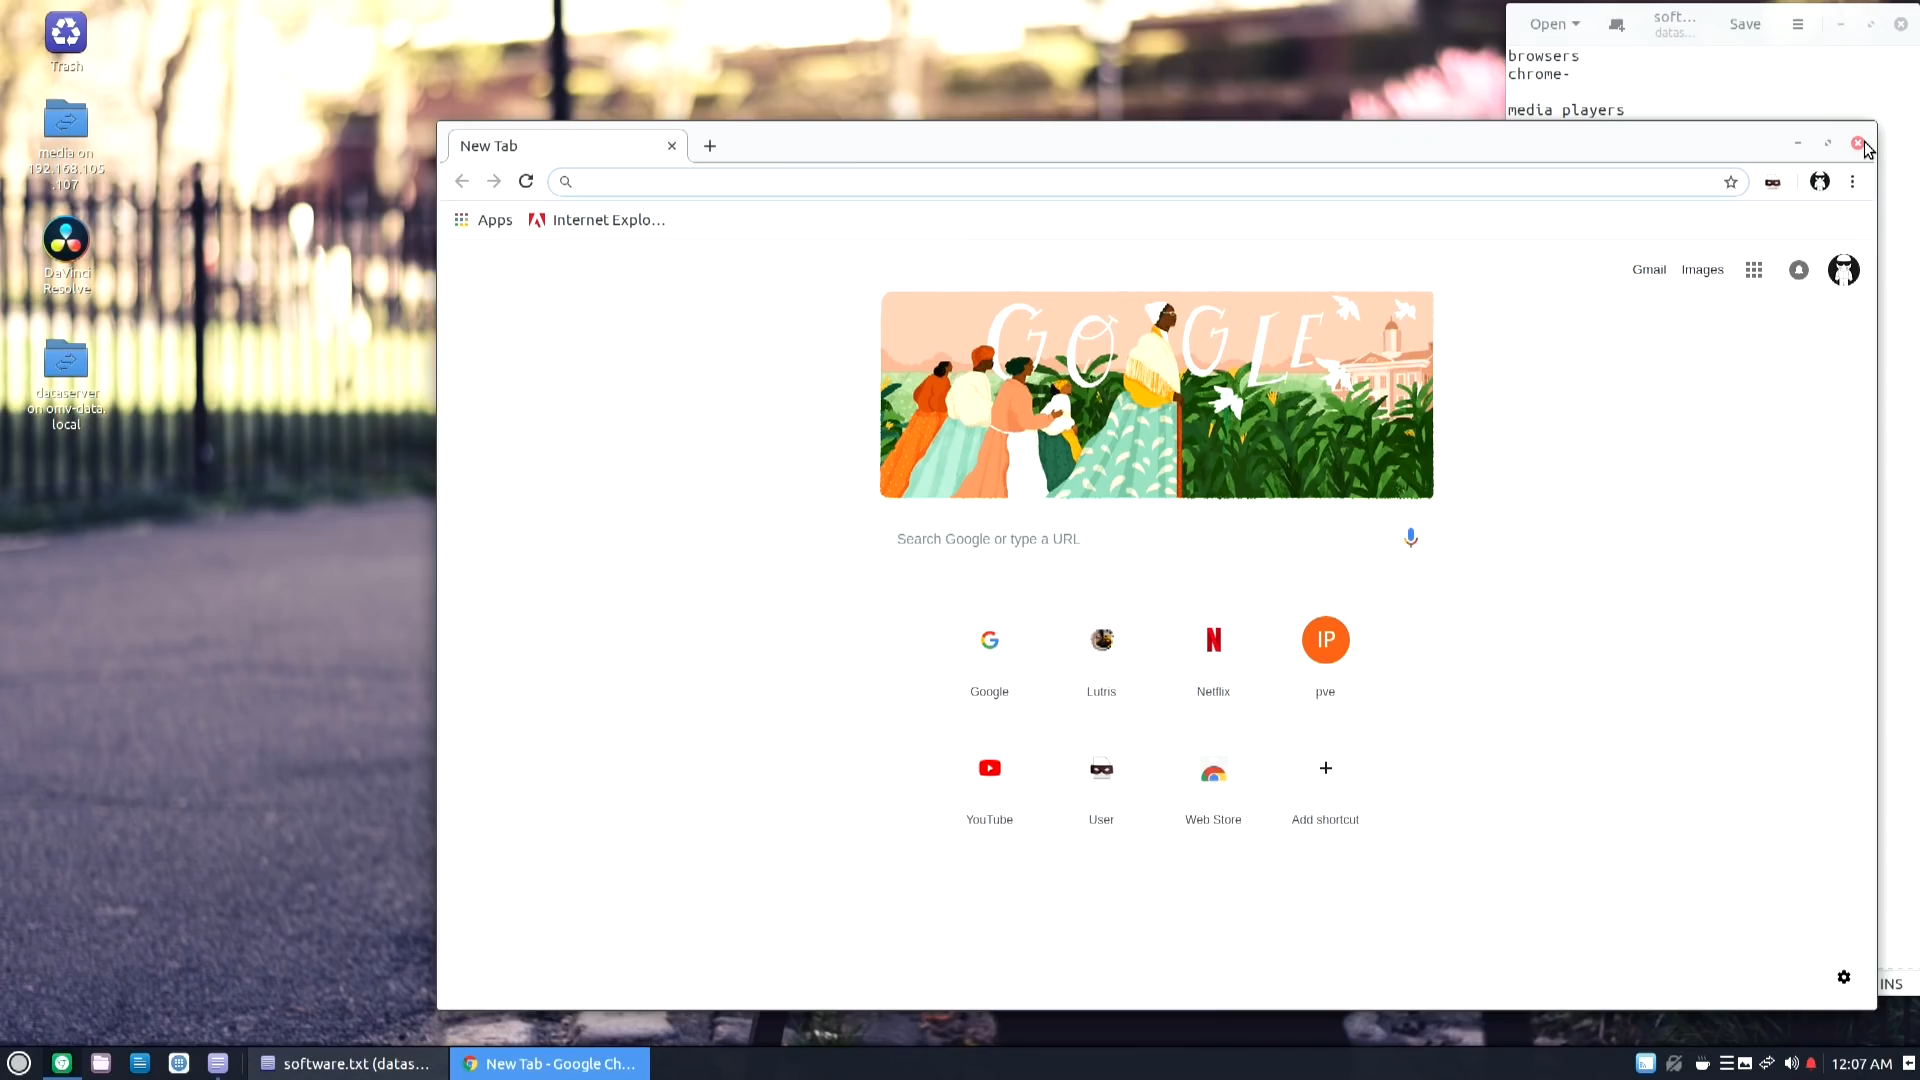 Trash
media on
192.168.105
.107
DaVinci
Resolve
dataserver
on omv-data.
local
Open
soft...
datas...
Save
browsers
chrome-
media players
New Tab
Apps
Internet Explo...
Gmail
Images
GOOGLE
Search Google or type a URL
Google
Lutris
Netflix
IP
pve
YouTube
User
Web Store
Add shortcut
INS
software.txt (datas...
New Tab - Google Ch...
12:07 AM